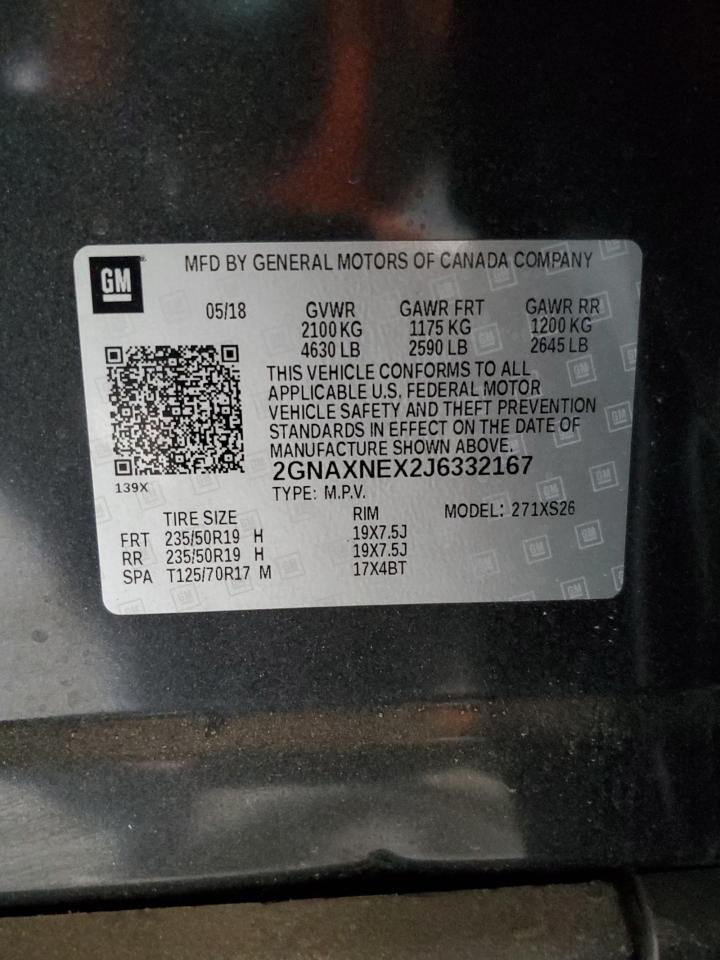 GM
MFD BY GENERAL MOTORS OF CANADA COMPANY
05/18 GVWR GAWR FRT GAWR RR
2100 KG 1175 KG 1200 KG
4630 LB 2590 LB 2645 LB
THIS VEHICLE CONFORMS TO ALL
APPLICABLE U.S. FEDERAL MOTOR
VEHICLE SAFETY AND THEFT PREVENTION
STANDARDS IN EFFECT ON THE DATE OF
MANUFACTURE SHOWN ABOVE.
2GNAXNEX2J6332167
139X
TYPE: M.P.V.
TIRE SIZE RIM MODEL: 271XS26
FRT 235/50R19 H 19X7.5J
RR 235/50R19 H 19X7.5J
SPA T125/70R17 M 17X4BT